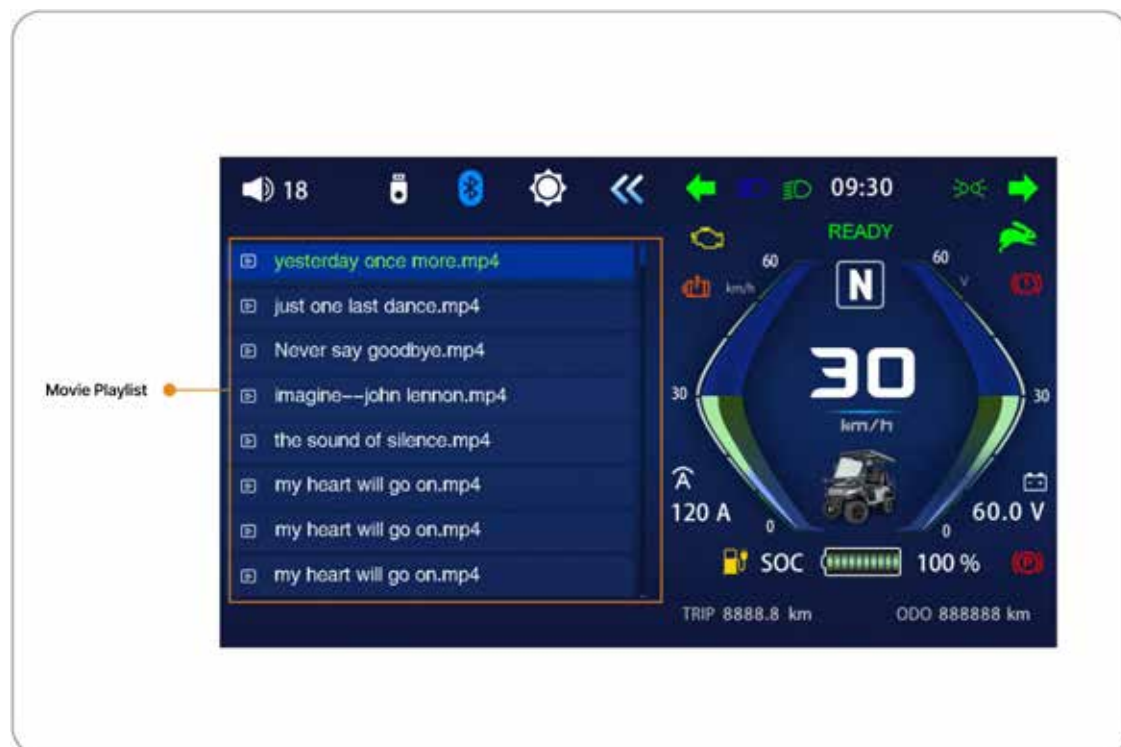 18
09:30
READY
60
60
km/h
V
N
yesterday once more.mp4
just one last dance.mp4
Never say goodbye.mp4
Movie Playlist
imagine--john lennon.mp4
30
30
30
km/h
the sound of silence.mp4
my heart will go on.mp4
A
120 A
60.0 V
my heart will go on.mp4
0
0
my heart will go on.mp4
SOC
100 %
P
TRIP 8888.8 km
ODO 888888 km